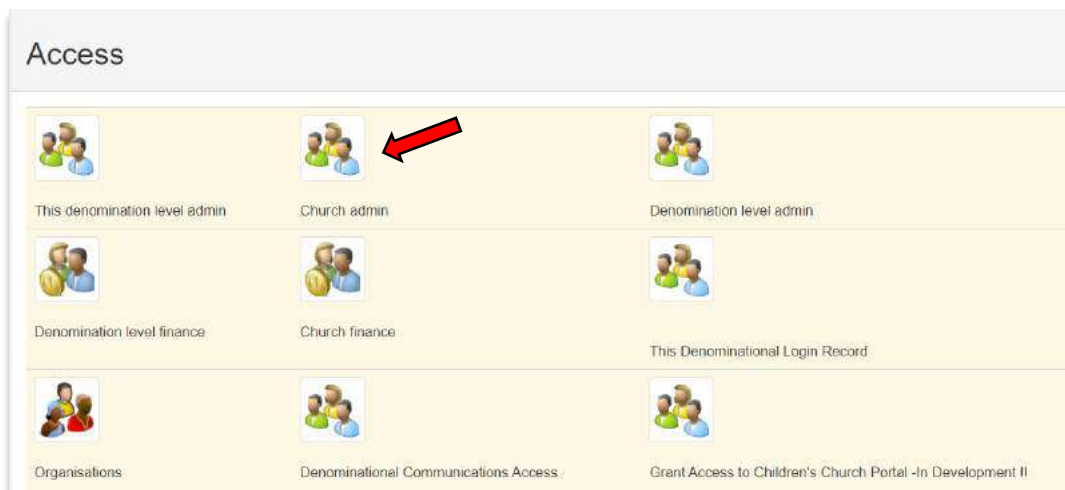 Access
This denomination level admin
Church admin
Denomination level admin
Denomination level finance
Church finance
This Denominational Login Record
Organisations
Denominational Communications Access
Grant Access to Children's Church Portal -In Development II